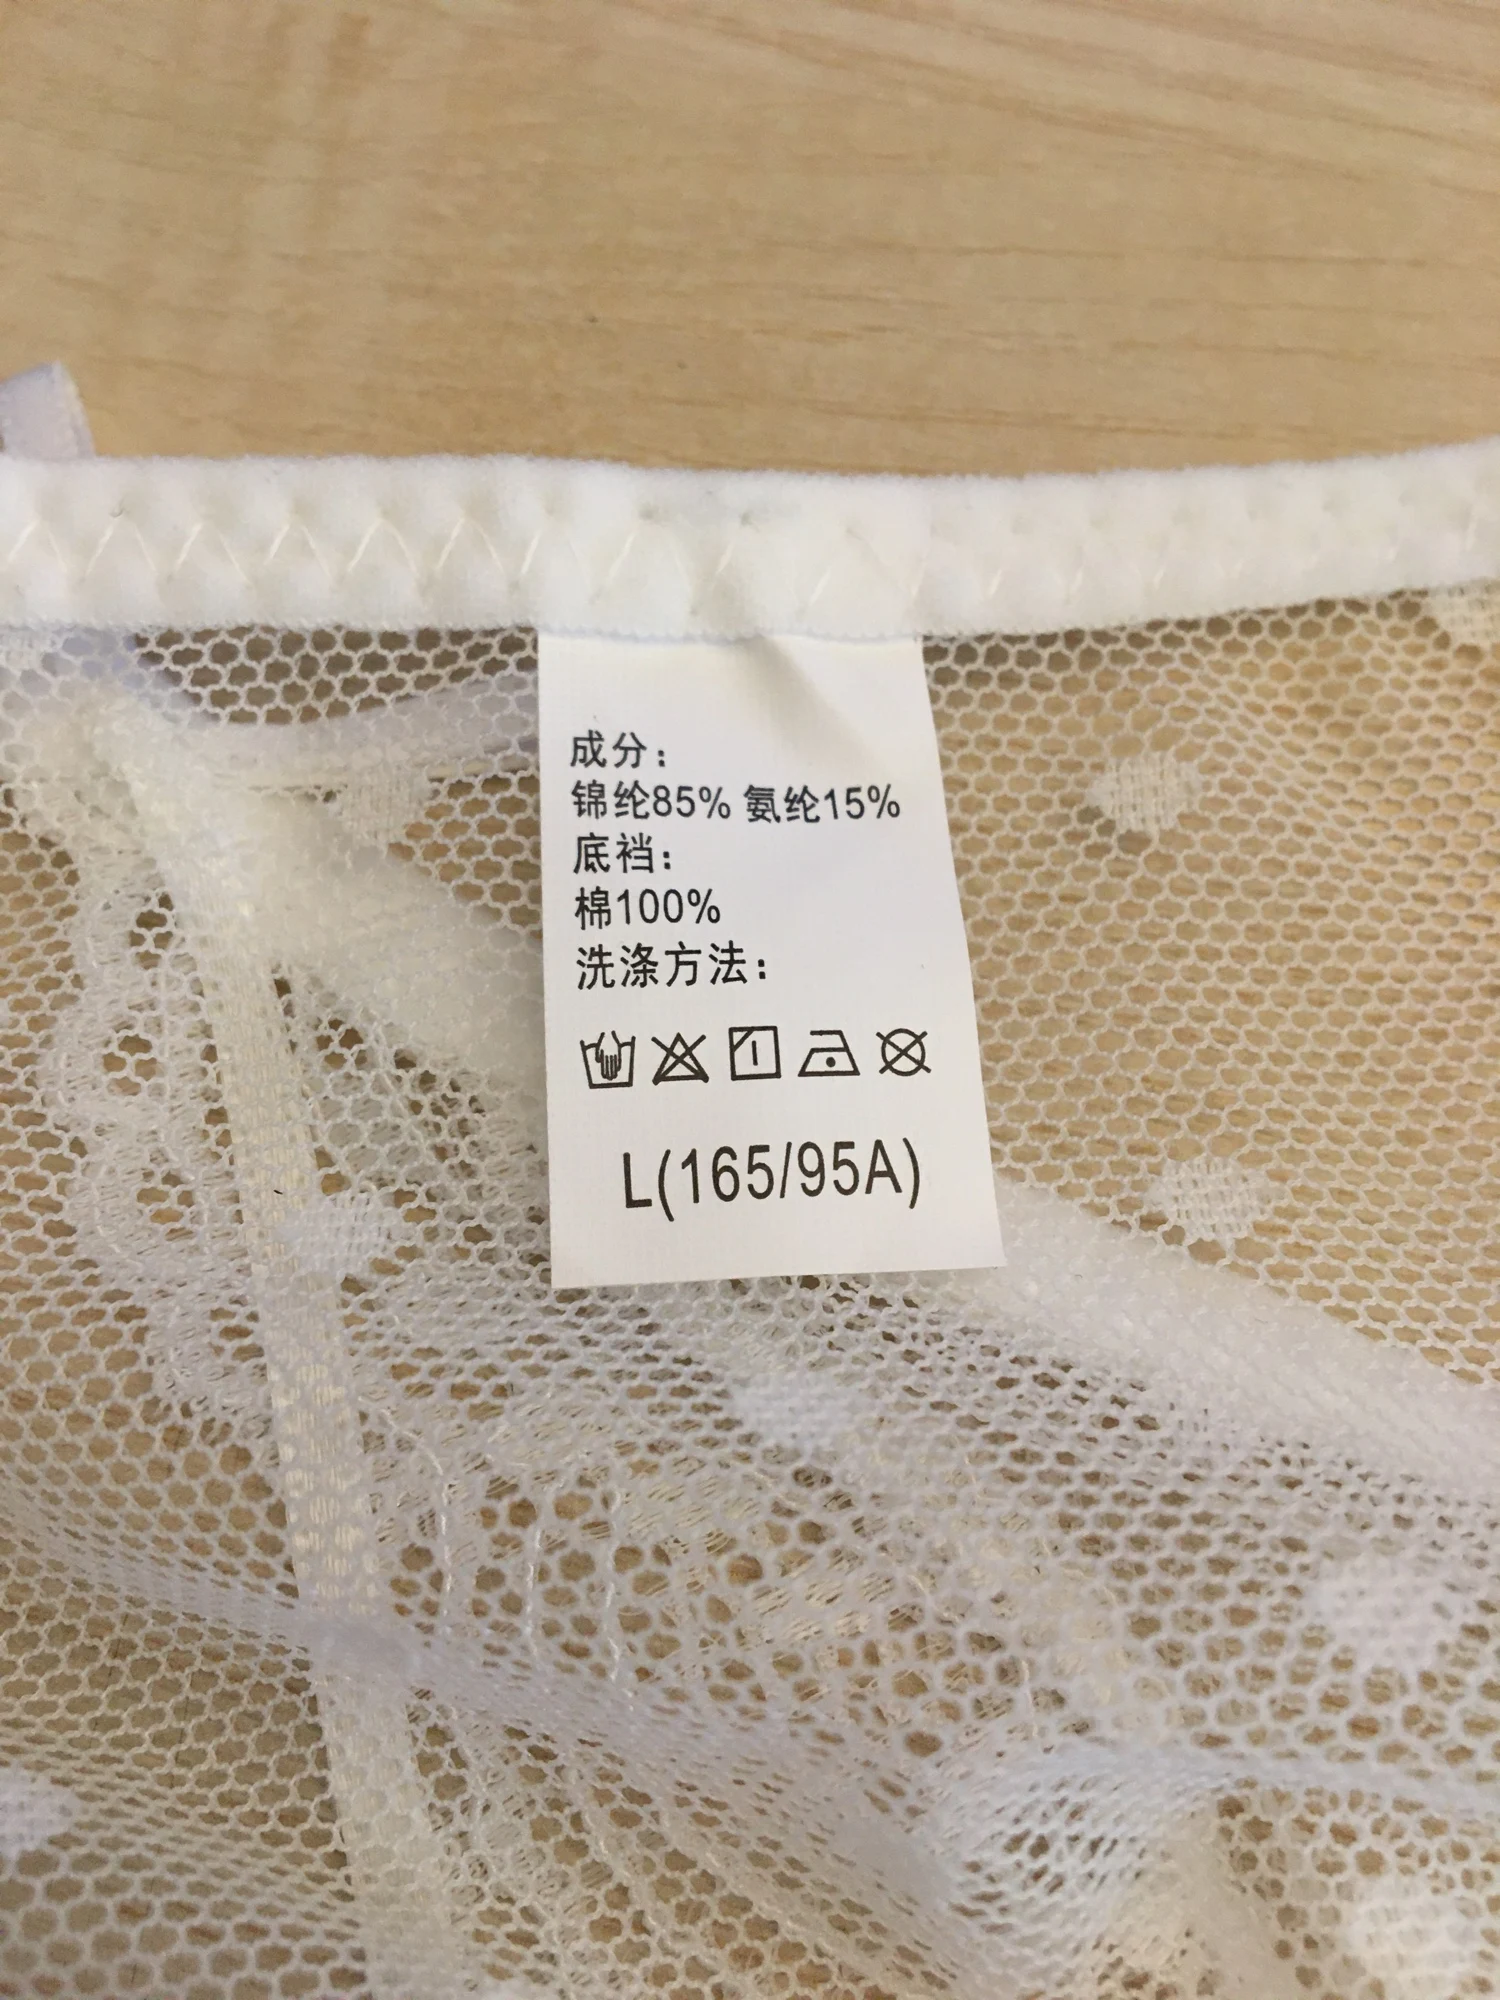 成分：
锦纶85% 氨纶15%
底裆：
棉100%
洗涤方法：
L(165/95A)